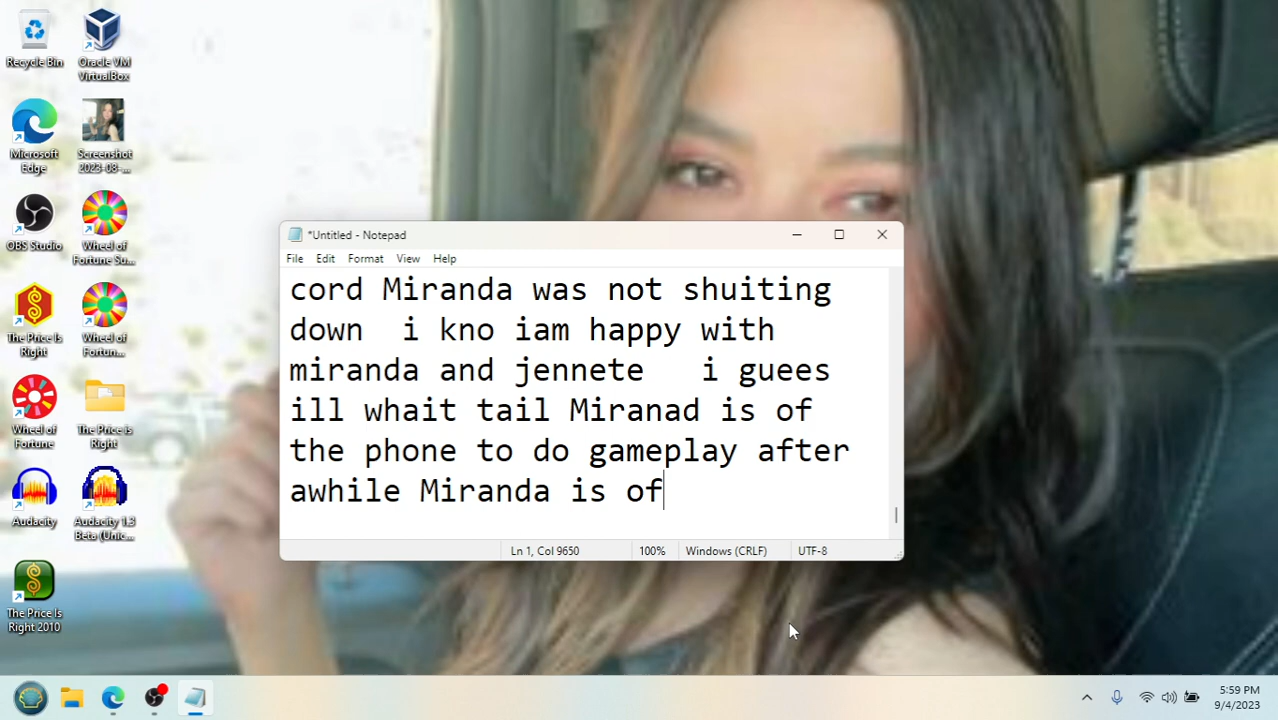 Recycle Bin
Oracle VM
VirtualBox
Microsoft
Edge
Screenshot
2023-08-...
OBS Studio
Wheel of
Fortune Su...
The Price Is
Right
Wheel of
Fortun...
Wheel of
Fortune
The Price Is
Right
Audacity
Audacity 1.3
Beta (Unic...
The Price Is
Right 2010
*Untitled - Notepad
File Edit Format View Help
cord Miranda was not shuiting
down  i kno iam happy with
miranda and jennete   i guees
ill whait tail Miranad is of
the phone to do gameplay after
awhile Miranda is of
Ln 1, Col 9650 100% Windows (CRLF) UTF-8
5:59 PM
9/4/2023